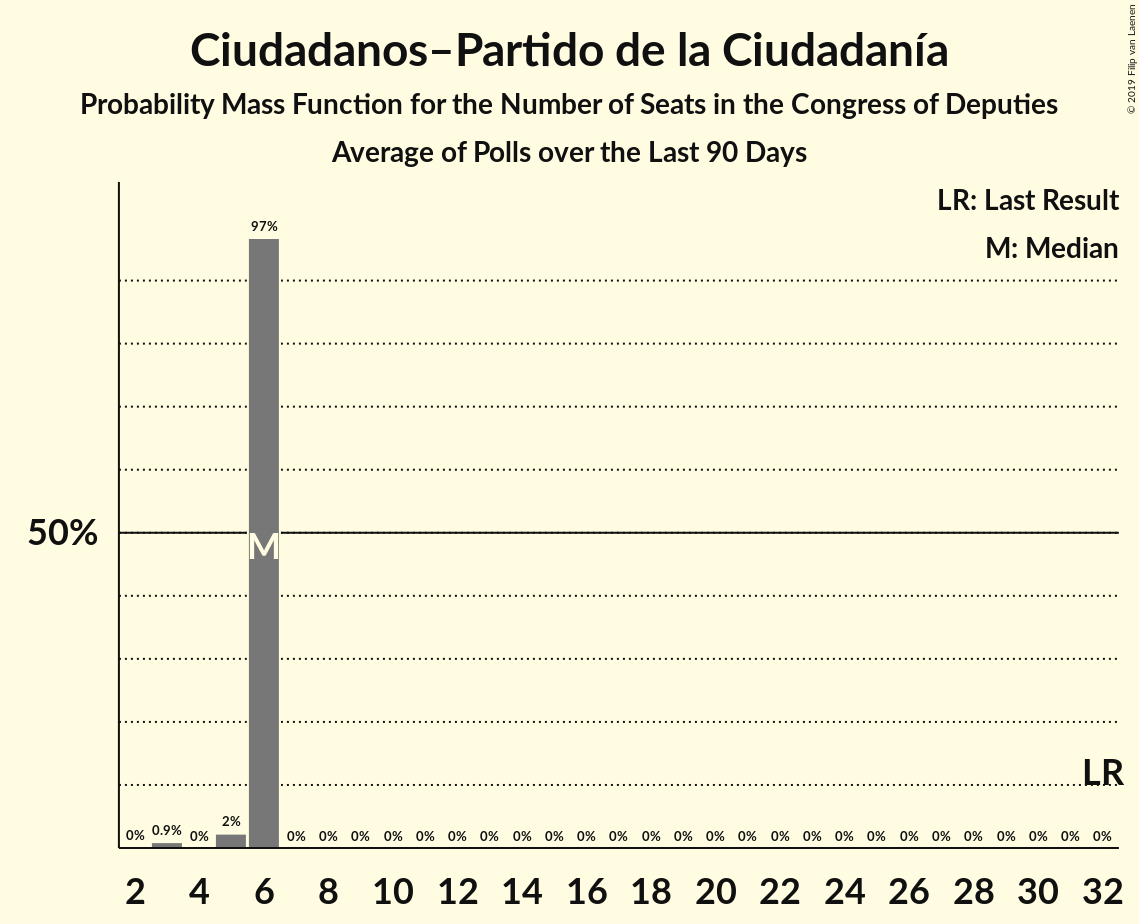 Ciudadanos–Partido de la Ciudadanía
Probability Mass Function for the Number of Seats in the Congress of Deputies
Average of Polls over the Last 90 Days
© 2019 Filip van Laenen
LR: Last Result
M: Median
97%
50%
M
LR
0% 0.9% 0% 2% 0% 0% 0% 0% 0% 0% 0% 0% 0% 0% 0% 0% 0% 0% 0% 0% 0% 0% 0% 0% 0% 0% 0% 0% 0% 0%
2 4 6 8 10 12 14 16 18 20 22 24 26 28 30 32